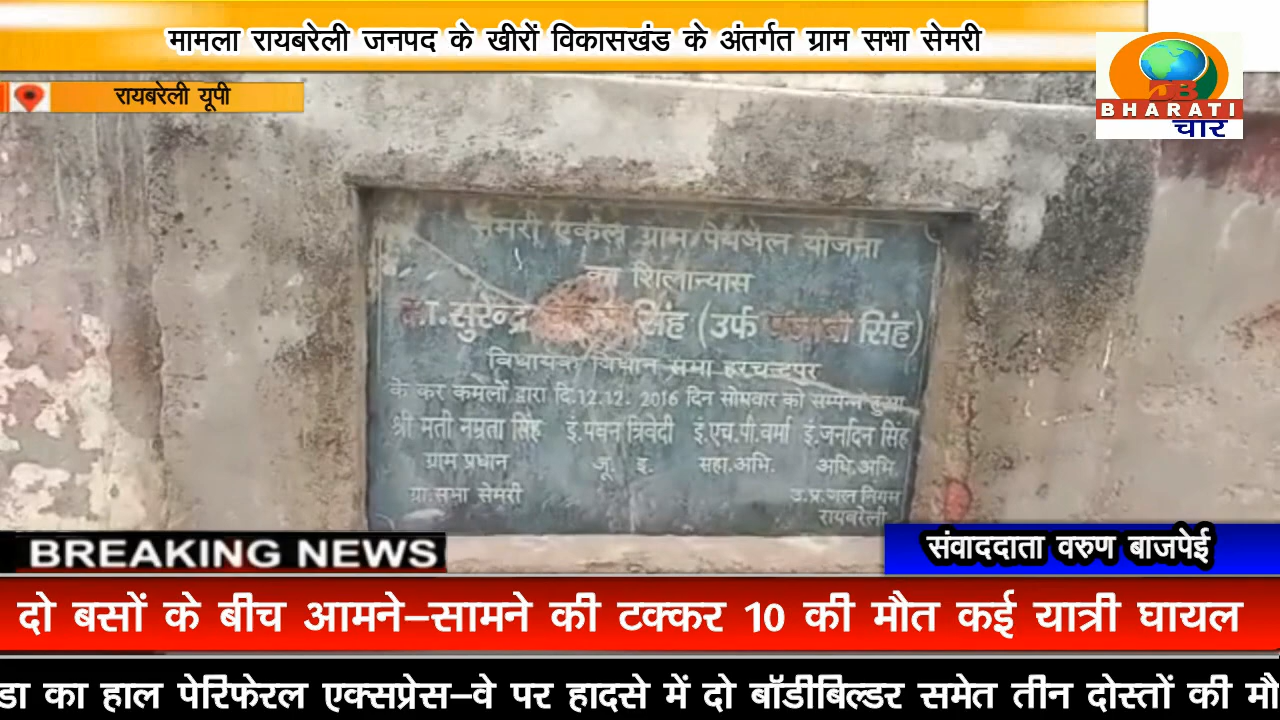 मामला रायबरेली जनपद के खीरों विकासखंड के अंतर्गत ग्राम सभा सेमरी
रायबरेली यूपी
BHARATI
चार
सेमरी एकल ग्राम पेयजल योजना
का शिलान्यास
सुरेन्द्र सिंह (उर्फ पंजाबी सिंह)
विधायक विधान सभा हरचन्दपुर
के कर कमलों द्वारा दि.12.12. 2016 दिन सोमवार को सम्पन्न हुआ
श्री मती नम्रता सिंह इं.पवन त्रिवेदी इं.एच.पी.वर्मा इं.जनार्दन सिंह
ग्राम प्रधान जू. इ. सहा.अभि. अधि.अभि.
ग्रा.सभा सेमरी उ.प्र.जल निगम
रायबरेली
BREAKING NEWS
संवाददाता वरुण बाजपेई
दो बसों के बीच आमने-सामने की टक्कर 10 की मौत कई यात्री घायल
डा का हाल पेरिफेरल एक्सप्रेस-वे पर हादसे में दो बॉडीबिल्डर समेत तीन दोस्तों की मौ